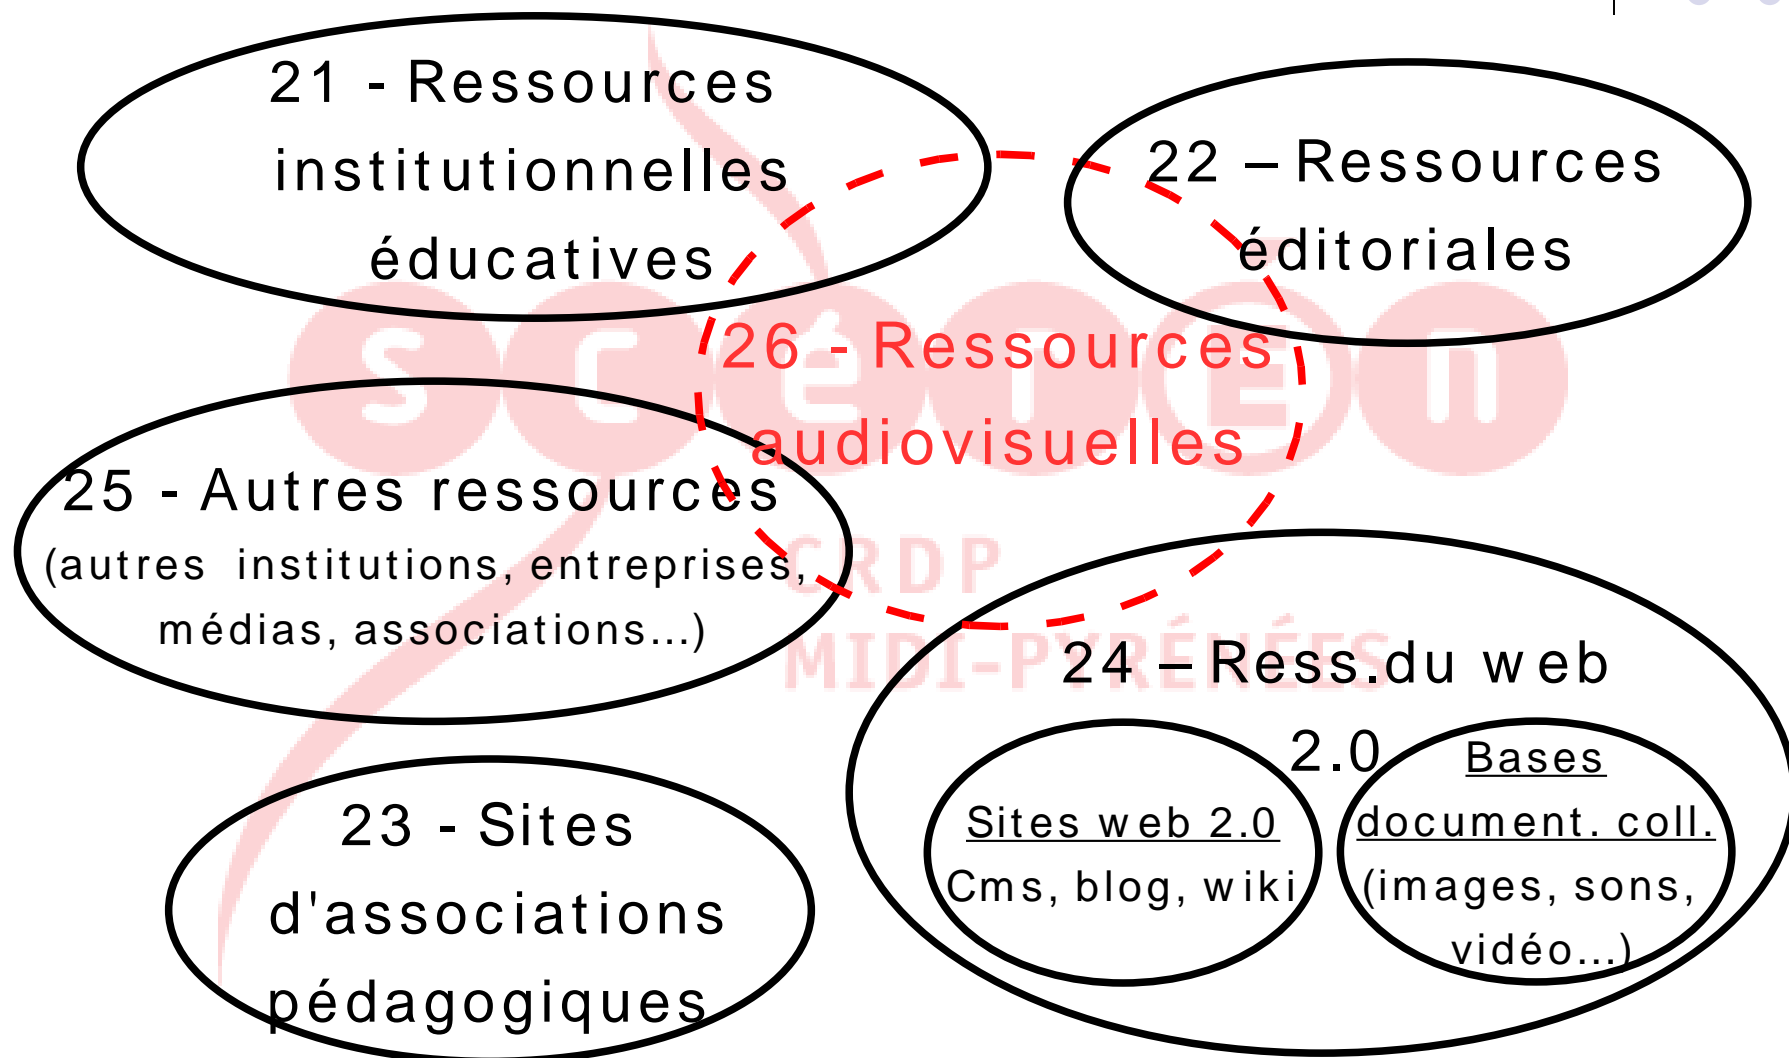 21 - Ressources
institutionnelles
éducatives
22 – Ressources
éditoriales
26 - Ressources
audiovisuelles
scérÉn
25 - Autres ressources
(autres institutions, entreprises,
médias, associations...)
CRDP
MIDI-PYRÉNÉES
24 – Ress.du web
2.0
Sites web 2.0
Cms, blog, wiki
Bases
document. coll.
(images, sons,
vidéo...)
23 - Sites
d'associations
pédagogiques